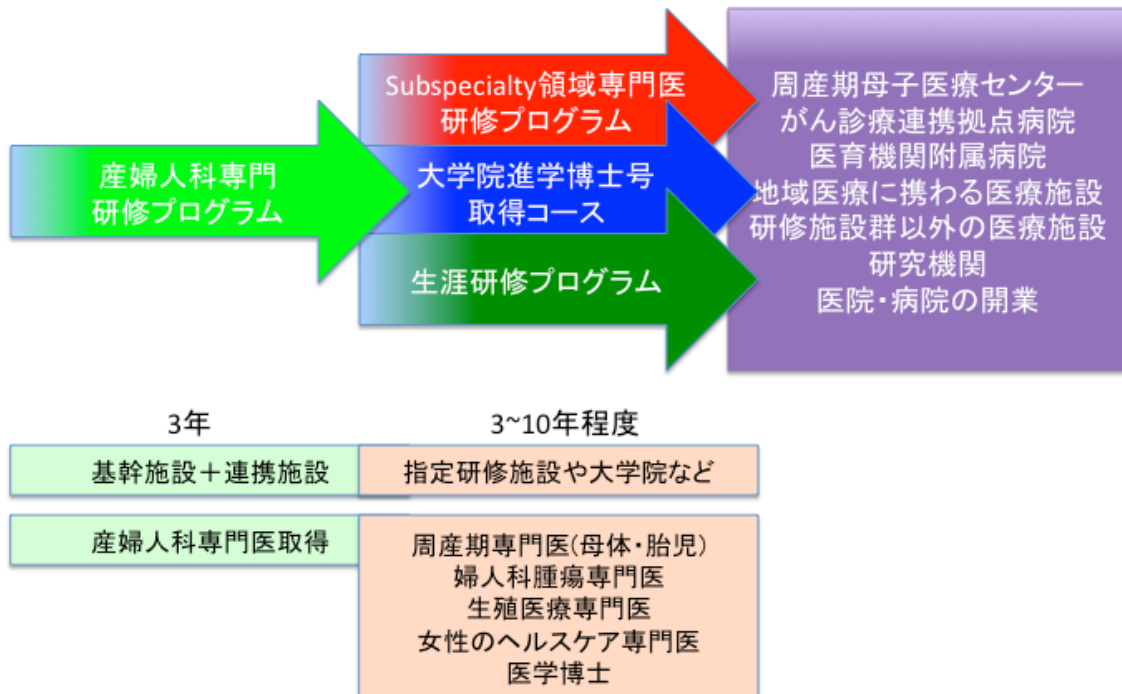 産婦人科専門
研修プログラム
Subspecialty領域専門医
研修プログラム
大学院進学博士号
取得コース
生涯研修プログラム
周産期母子医療センター
がん診療連携拠点病院
医育機関附属病院
地域医療に携わる医療施設
研修施設群以外の医療施設
研究機関
医院・病院の開業
3年
3~10年程度
基幹施設＋連携施設
指定研修施設や大学院など
産婦人科専門医取得
周産期専門医(母体・胎児)
婦人科腫瘍専門医
生殖医療専門医
女性のヘルスケア専門医
医学博士